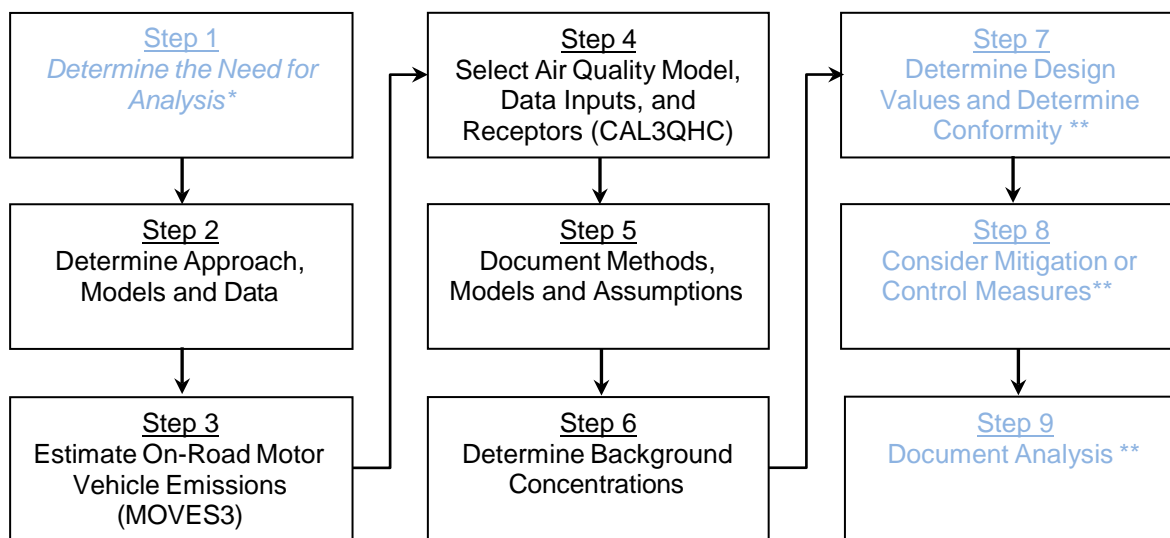 Step 1
Determine the Need for
Analysis*
Step 2
Determine Approach,
Models and Data
Step 3
Estimate On-Road Motor
Vehicle Emissions
(MOVES3)
Step 4
Select Air Quality Model,
Data Inputs, and
Receptors (CAL3QHC)
Step 5
Document Methods,
Models and Assumptions
Step 6
Determine Background
Concentrations
Step 7
Determine Design
Values and Determine
Conformity **
Step 8
Consider Mitigation or
Control Measures**
Step 9
Document Analysis **